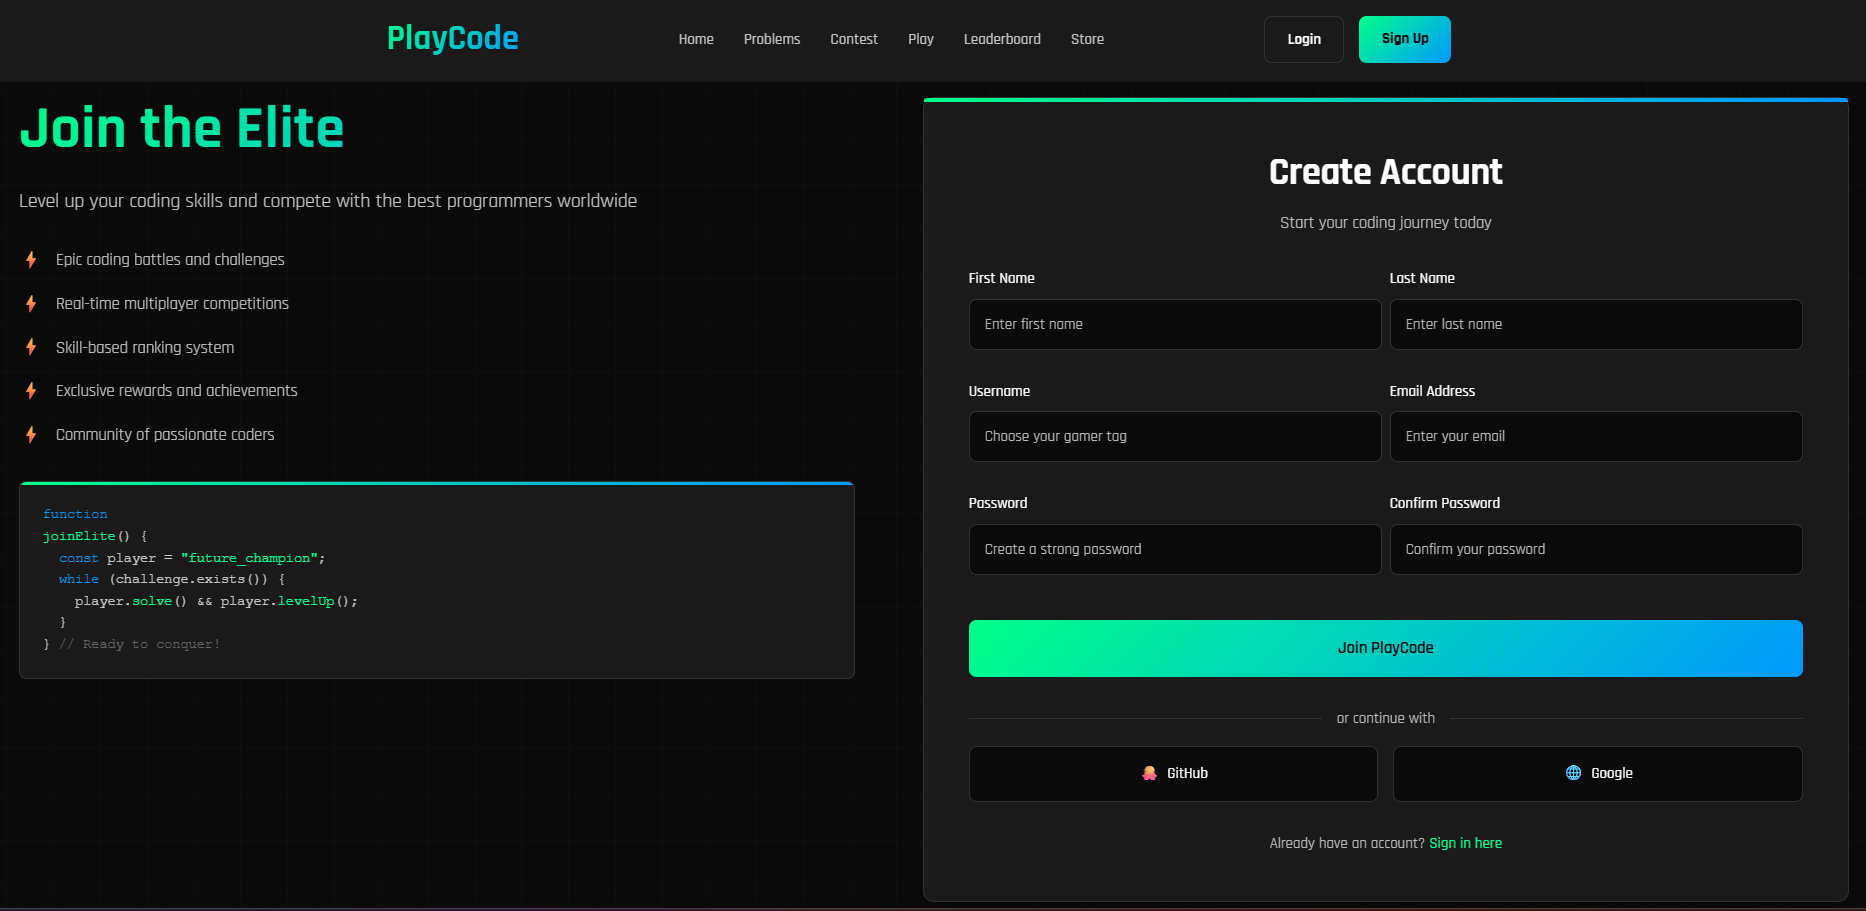 PlayCode
Home Problems Contest Play Leaderboard Store
Login Sign Up
Join the Elite
Level up your coding skills and compete with the best programmers worldwide
Epic coding battles and challenges
Real-time multiplayer competitions
Skill-based ranking system
Exclusive rewards and achievements
Community of passionate coders
function
joinElite() {
  const player = "future_champion";
  while (challenge.exists()) {
    player.solve() && player.levelUp();
  }
} // Ready to conquer!
Create Account
Start your coding journey today
First Name Last Name
Enter first name Enter last name
Username Email Address
Choose your gamer tag Enter your email
Password Confirm Password
Create a strong password Confirm your password
Join PlayCode
or continue with
GitHub Google
Already have an account? Sign in here